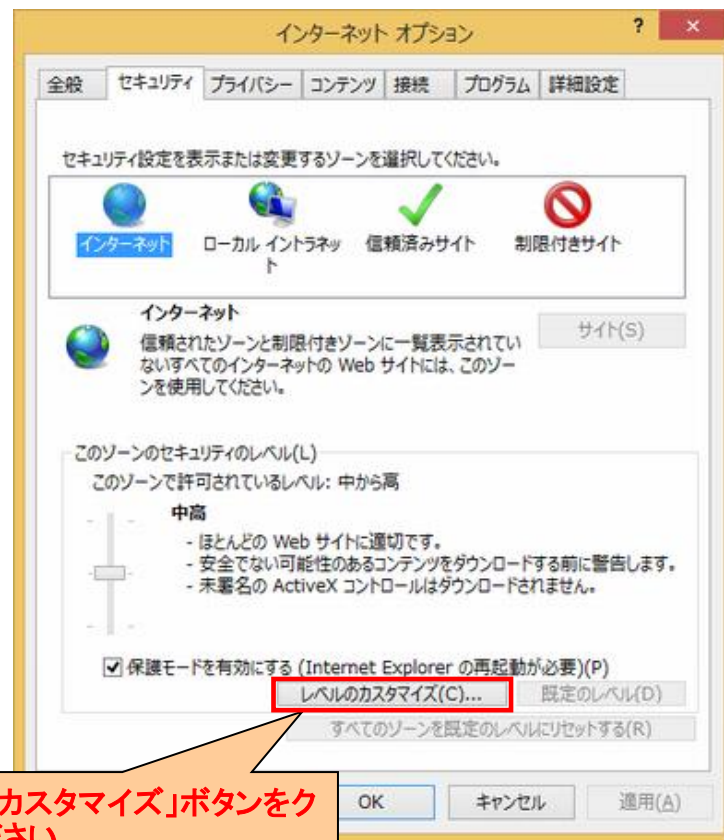 インターネット オプション
?
×
全般 セキュリティ プライバシー コンテンツ 接続 プログラム 詳細設定
セキュリティ設定を表示または変更するゾーンを選択してください。
インターネット
ローカル イントラネッ
ト
信頼済みサイト
制限付きサイト
インターネット
信頼されたゾーンと制限付きゾーンに一覧表示されてい
ないすべてのインターネットの Web サイトには、このゾー
ンを使用してください。
サイト(S)
このゾーンのセキュリティのレベル(L)
このゾーンで許可されているレベル: 中から高
中高
- ほとんどの Web サイトに適切です。
- 安全でない可能性のあるコンテンツをダウンロードする前に警告します。
- 未署名の ActiveX コントロールはダウンロードされません。
保護モードを有効にする (Internet Explorer の再起動が必要)(P)
レベルのカスタマイズ(C)... 既定のレベル(D)
すべてのゾーンを既定のレベルにリセットする(R)
OK キャンセル 適用(A)
カスタマイズ」ボタンをク
ださい